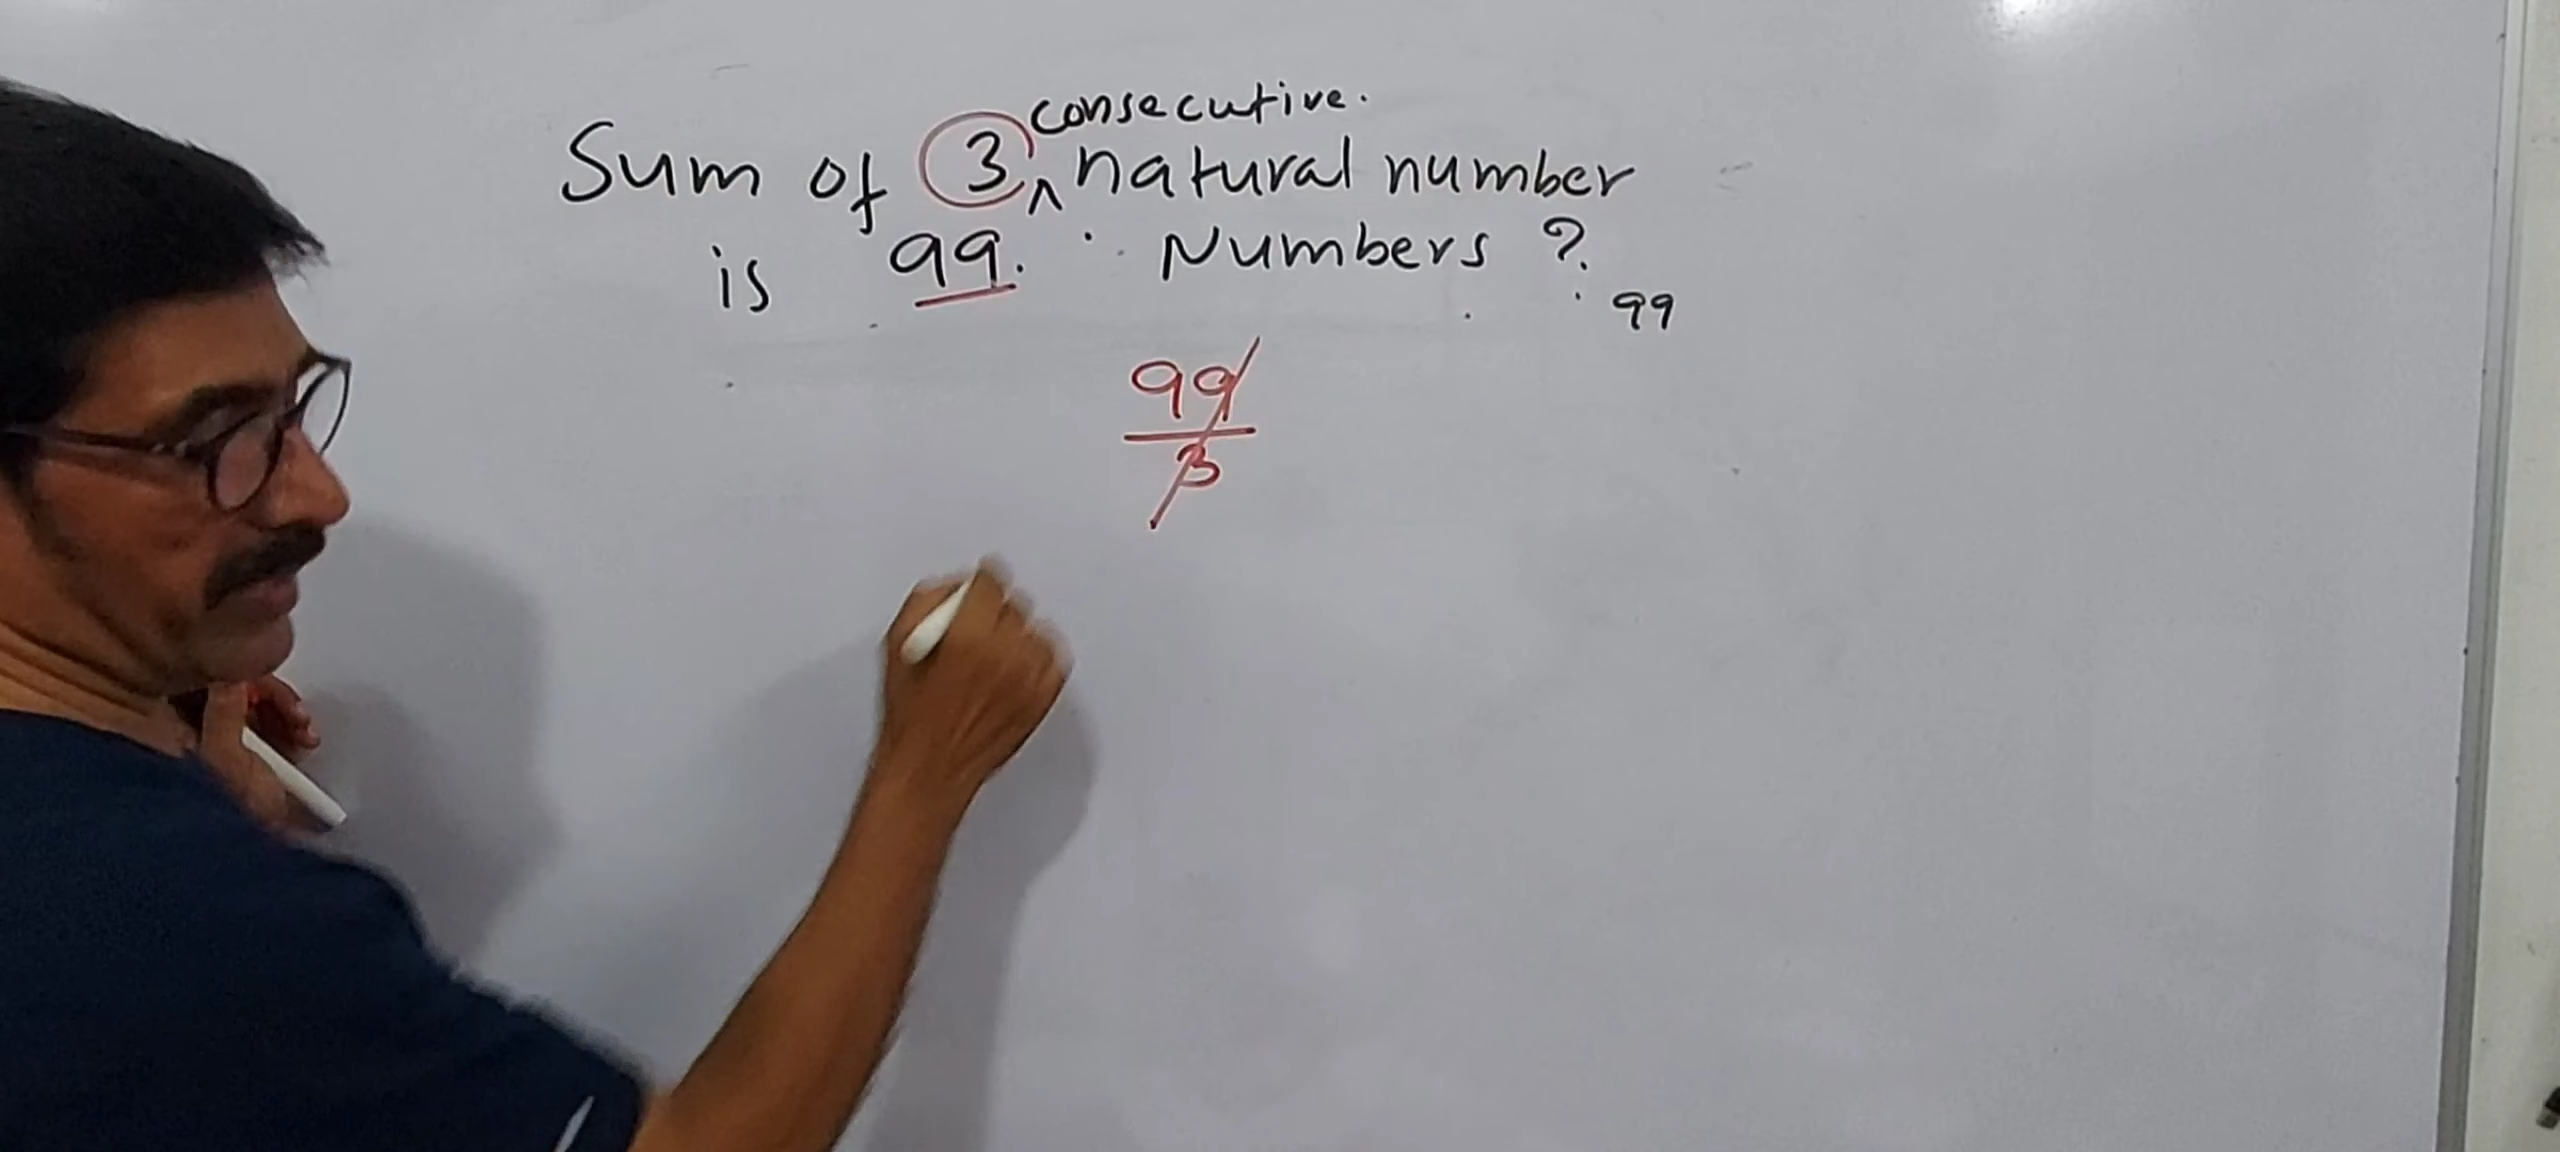 consecutive.
Sum of 3 ^ natural number
is 99. Numbers ?
99
99
3